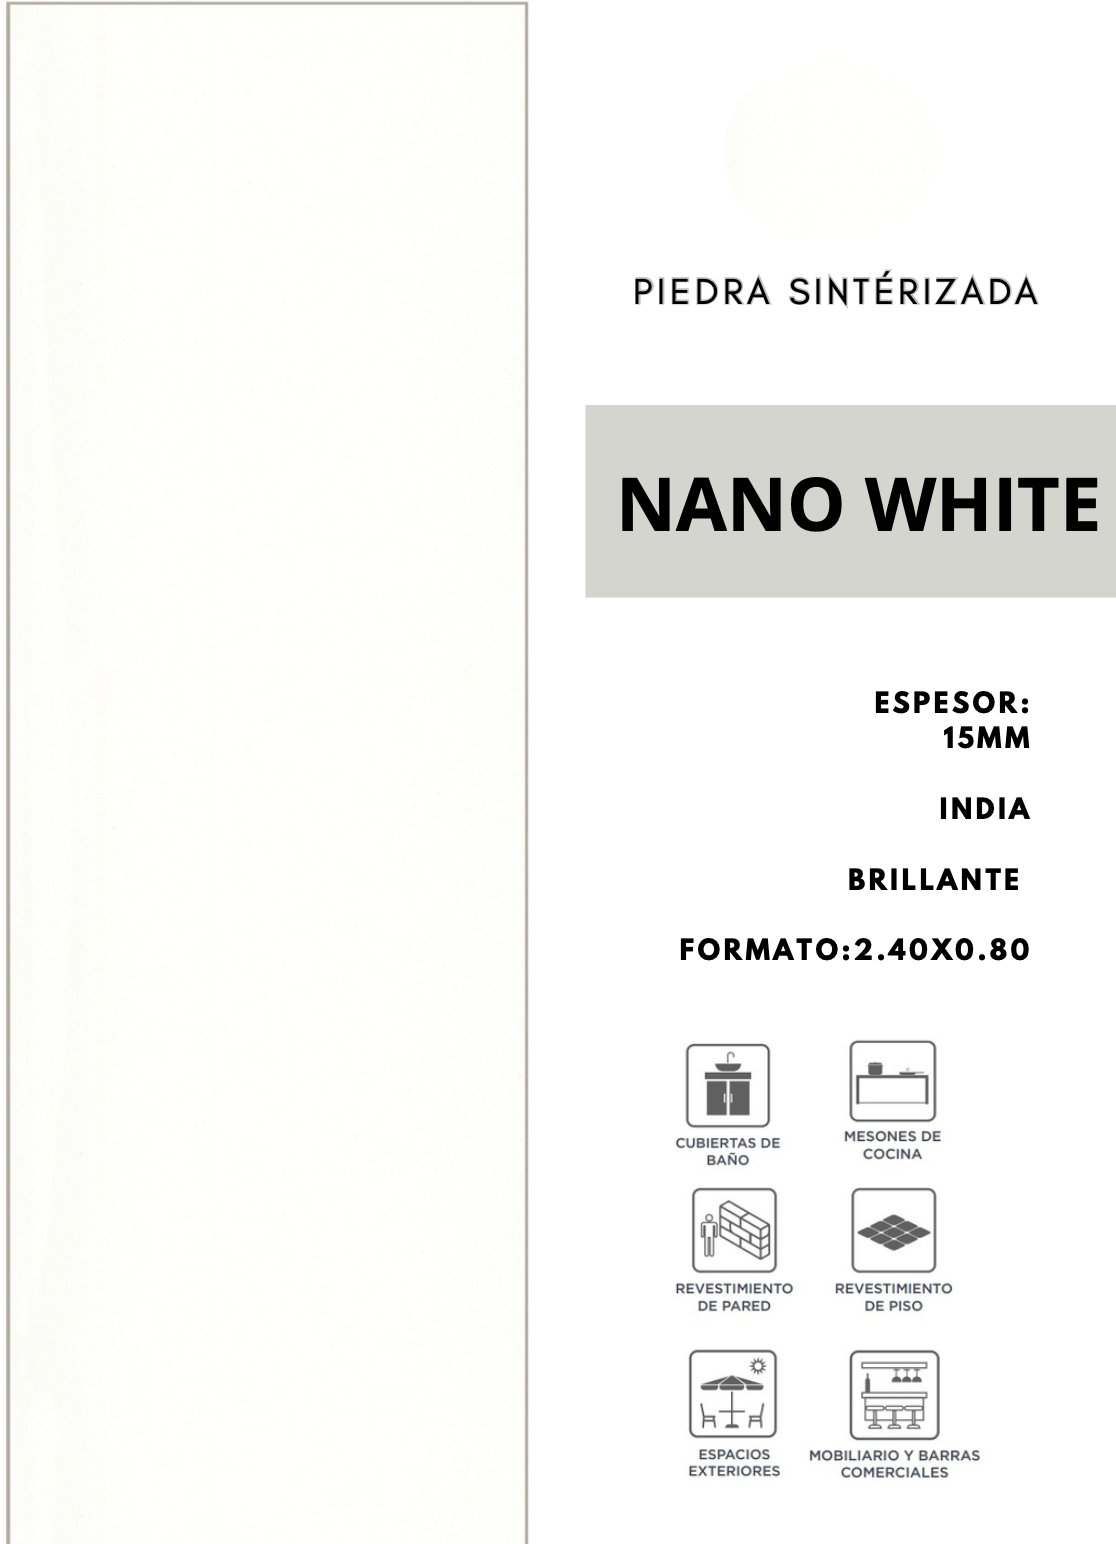 PIEDRA SINTÉRIZADA
NANO WHITE
ESPESOR:
15MM
INDIA
BRILLANTE
FORMATO:2.40X0.80
CUBIERTAS DE
BAÑO
MESONES DE
COCINA
REVESTIMIENTO
DE PARED
REVESTIMIENTO
DE PISO
ESPACIOS
EXTERIORES
MOBILIARIO Y BARRAS
COMERCIALES